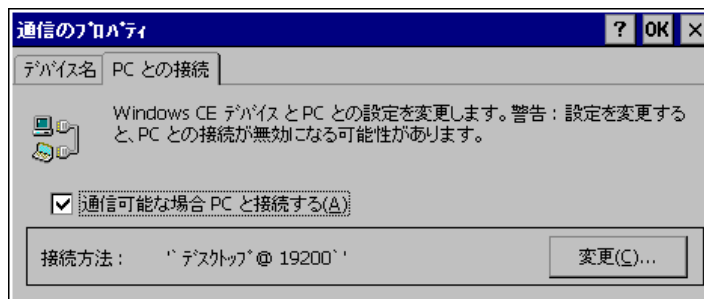 通信のﾌﾟﾛﾊﾟﾃｨ ? OK ×
ﾃﾞﾊﾞｲｽ名 PC との接続
Windows CE ﾃﾞﾊﾞｲｽ と PC との設定を変更します。警告：設定を変更する
と、PC との接続が無効になる可能性があります。
通信可能な場合 PC と接続する(A)
接続方法： '` ﾃﾞｽｸﾄｯﾌﾟ@ 19200`' 変更(C)...